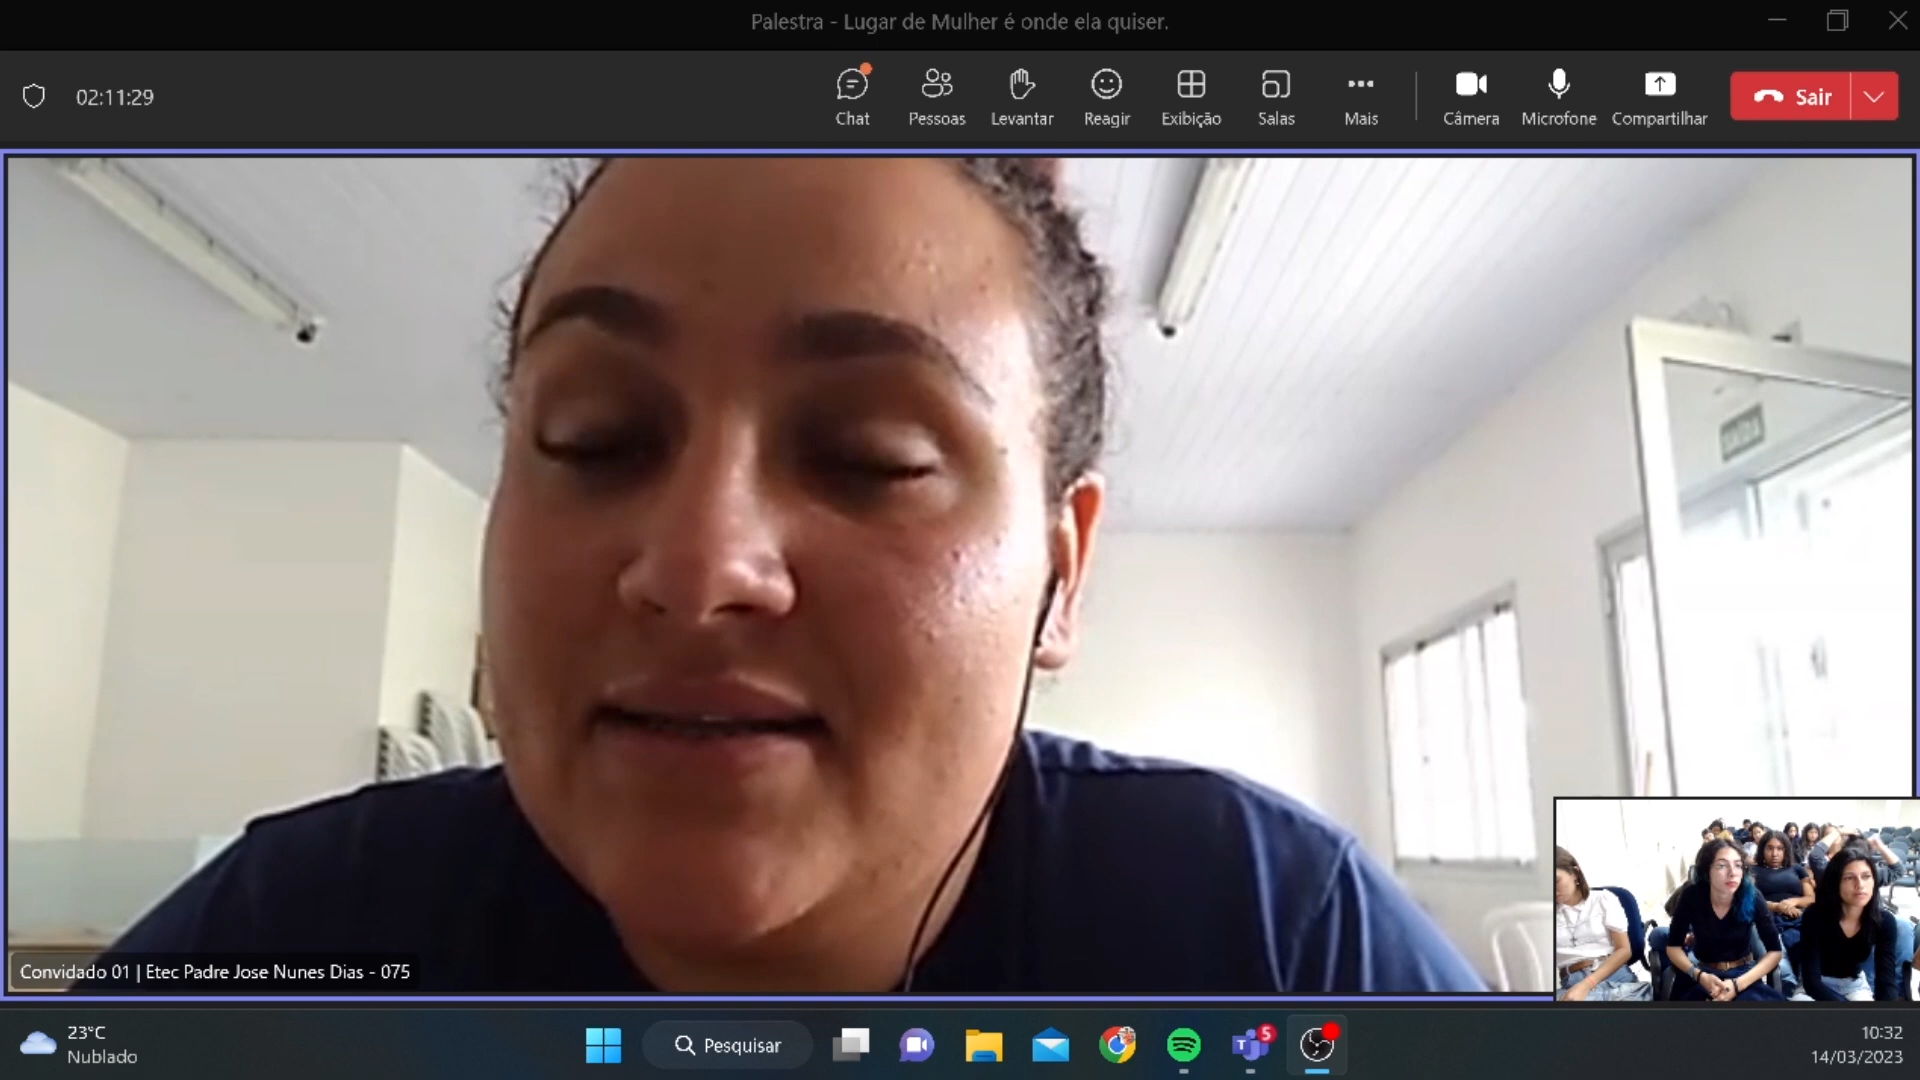 Palestra - Lugar de Mulher é onde ela quiser.
02:11:29
Chat
Pessoas
Levantar
Reagir
Exibição
Salas
Mais
Câmera
Microfone
Compartilhar
Sair
Convidado 01 | Etec Padre Jose Nunes Dias - 075
23°C
Nublado
Pesquisar
5
10:32
14/03/2023